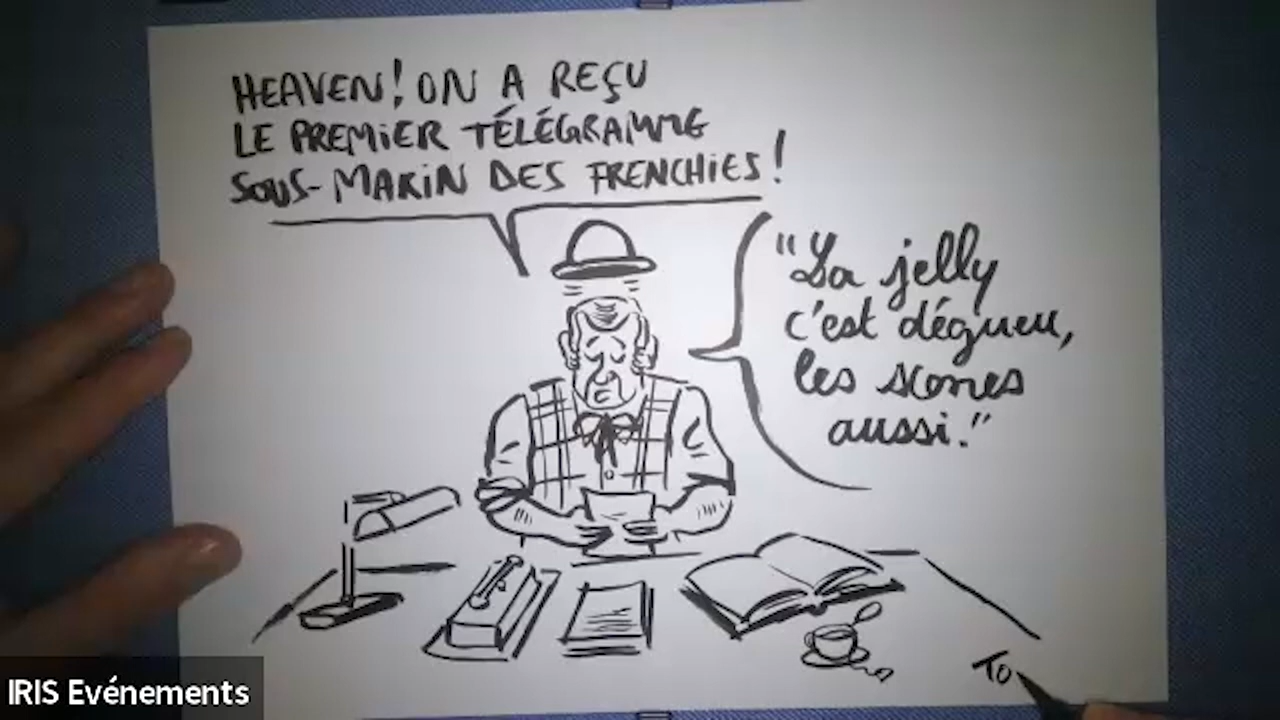 HEAVEN! ON A REÇU
LE PREMIER TÉLÉGRAMME
SOUS-MARIN DES FRENCHIES!
"La jelly
c'est dégueu,
les scones
aussi."
TO
IRIS Evénements